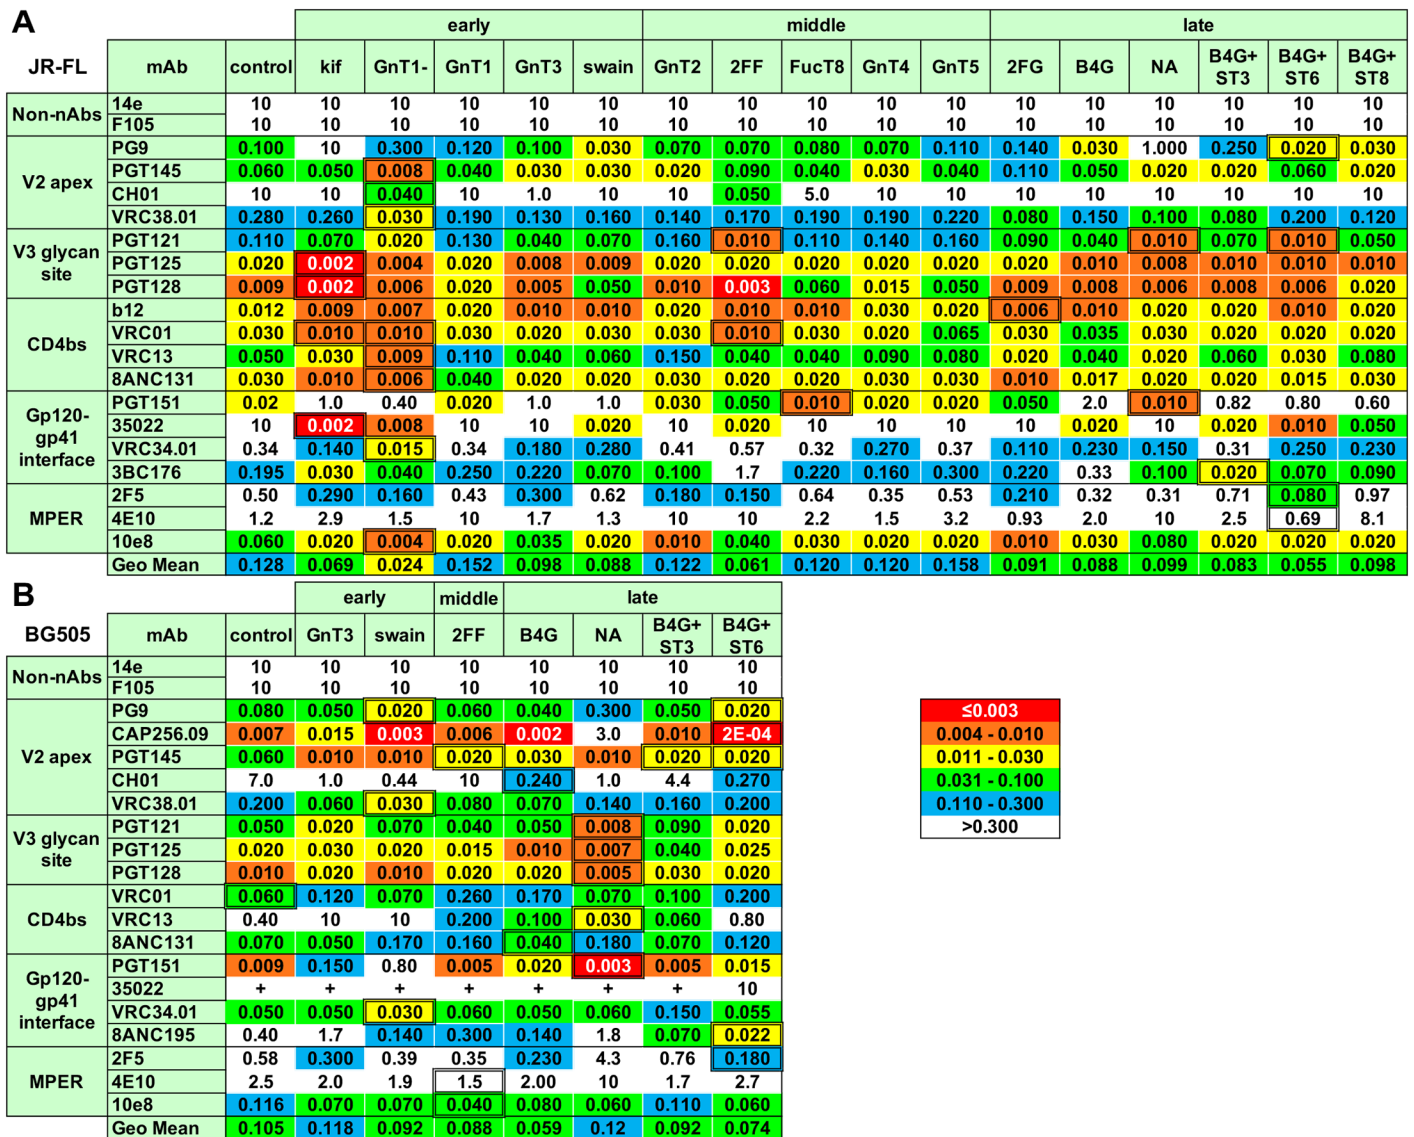 A
early middle late
JR-FL mAb control kif GnT1- GnT1 GnT3 swain GnT2 2FF FucT8 GnT4 GnT5 2FG B4G NA B4G+ ST3 B4G+ ST6 B4G+ ST8
Non-nAbs
14e 10 10 10 10 10 10 10 10 10 10 10 10 10 10 10 10 10
F105 10 10 10 10 10 10 10 10 10 10 10 10 10 10 10 10 10
V2 apex
PG9 0.100 10 0.300 0.120 0.100 0.030 0.070 0.070 0.080 0.070 0.110 0.140 0.030 1.000 0.250 0.020 0.030
PGT145 0.060 0.050 0.008 0.040 0.030 0.030 0.020 0.090 0.040 0.030 0.040 0.110 0.050 0.020 0.020 0.060 0.020
CH01 10 10 0.040 10 1.0 10 10 0.050 5.0 10 10 10 10 10 10 10 10
VRC38.01 0.280 0.260 0.030 0.190 0.130 0.160 0.140 0.170 0.190 0.190 0.220 0.080 0.150 0.100 0.080 0.200 0.120
V3 glycan site
PGT121 0.110 0.070 0.020 0.130 0.040 0.070 0.160 0.010 0.110 0.140 0.160 0.090 0.040 0.010 0.070 0.010 0.050
PGT125 0.020 0.002 0.004 0.020 0.008 0.009 0.020 0.020 0.020 0.020 0.020 0.020 0.010 0.008 0.010 0.010 0.010
PGT128 0.009 0.002 0.006 0.020 0.005 0.050 0.010 0.003 0.060 0.015 0.050 0.009 0.008 0.006 0.008 0.006 0.020
CD4bs
b12 0.012 0.009 0.007 0.020 0.010 0.010 0.020 0.010 0.010 0.030 0.020 0.006 0.010 0.020 0.020 0.010 0.020
VRC01 0.030 0.010 0.010 0.030 0.020 0.030 0.030 0.010 0.030 0.020 0.065 0.030 0.035 0.030 0.020 0.020 0.020
VRC13 0.050 0.030 0.009 0.110 0.040 0.060 0.150 0.040 0.040 0.090 0.080 0.020 0.040 0.020 0.060 0.030 0.080
8ANC131 0.030 0.010 0.006 0.040 0.020 0.020 0.030 0.020 0.020 0.020 0.030 0.010 0.017 0.020 0.020 0.015 0.030
Gp120- gp41 interface
PGT151 0.02 1.0 0.40 0.020 1.0 1.0 0.030 0.050 0.010 0.020 0.020 0.050 2.0 0.010 0.82 0.80 0.60
35022 10 0.002 0.008 10 10 0.020 10 0.020 10 10 10 10 0.020 10 0.020 0.010 0.050
VRC34.01 0.34 0.140 0.015 0.34 0.180 0.280 0.41 0.57 0.32 0.270 0.37 0.110 0.230 0.150 0.31 0.250 0.230
3BC176 0.195 0.030 0.040 0.250 0.220 0.070 0.100 1.7 0.220 0.160 0.300 0.220 0.33 0.100 0.020 0.070 0.090
MPER
2F5 0.50 0.290 0.160 0.43 0.300 0.62 0.180 0.150 0.64 0.35 0.53 0.210 0.32 0.31 0.71 0.080 0.97
4E10 1.2 2.9 1.5 10 1.7 1.3 10 10 2.2 1.5 3.2 0.93 2.0 10 2.5 0.69 8.1
10e8 0.060 0.020 0.004 0.020 0.035 0.020 0.010 0.040 0.030 0.020 0.020 0.010 0.030 0.080 0.020 0.020 0.020
Geo Mean 0.128 0.069 0.024 0.152 0.098 0.088 0.122 0.061 0.120 0.120 0.158 0.091 0.088 0.099 0.083 0.055 0.098
B
early middle late
BG505 mAb control GnT3 swain 2FF B4G NA B4G+ ST3 B4G+ ST6
Non-nAbs
14e 10 10 10 10 10 10 10 10
F105 10 10 10 10 10 10 10 10
V2 apex
PG9 0.080 0.050 0.020 0.060 0.040 0.300 0.050 0.020
CAP256.09 0.007 0.015 0.003 0.006 0.002 3.0 0.010 2E-04
PGT145 0.060 0.010 0.010 0.020 0.030 0.010 0.020 0.020
CH01 7.0 1.0 0.44 10 0.240 1.0 4.4 0.270
VRC38.01 0.200 0.060 0.030 0.080 0.070 0.140 0.160 0.200
V3 glycan site
PGT121 0.050 0.020 0.070 0.040 0.050 0.008 0.090 0.020
PGT125 0.020 0.030 0.020 0.015 0.010 0.007 0.040 0.025
PGT128 0.010 0.020 0.010 0.020 0.020 0.005 0.030 0.020
CD4bs
VRC01 0.060 0.120 0.070 0.260 0.170 0.070 0.100 0.200
VRC13 0.40 10 10 0.200 0.100 0.030 0.060 0.80
8ANC131 0.070 0.050 0.170 0.160 0.040 0.180 0.070 0.120
Gp120- gp41 interface
PGT151 0.009 0.150 0.80 0.005 0.020 0.003 0.005 0.015
35022 + + + + + + + 10
VRC34.01 0.050 0.050 0.030 0.060 0.050 0.060 0.150 0.055
8ANC195 0.40 1.7 0.140 0.300 0.140 1.8 0.070 0.022
MPER
2F5 0.58 0.300 0.39 0.35 0.230 4.3 0.76 0.180
4E10 2.5 2.0 1.9 1.5 2.00 10 1.7 2.7
10e8 0.116 0.070 0.070 0.040 0.080 0.060 0.110 0.060
Geo Mean 0.105 0.118 0.092 0.088 0.059 0.12 0.092 0.074
≤0.003
0.004 - 0.010
0.011 - 0.030
0.031 - 0.100
0.110 - 0.300
>0.300